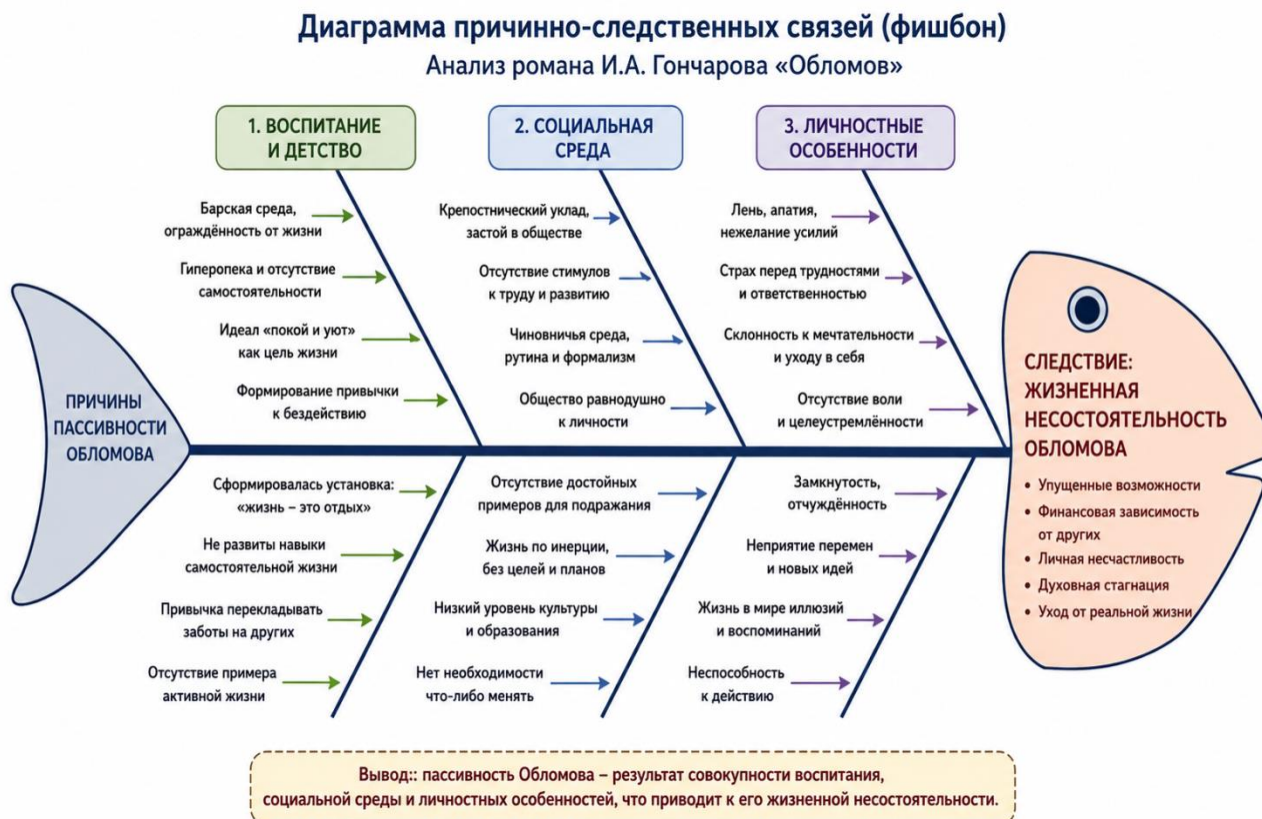 Диаграмма причинно-следственных связей (фишбон)
Анализ романа И.А. Гончарова «Обломов»
1. ВОСПИТАНИЕ
И ДЕТСТВО
2. СОЦИАЛЬНАЯ
СРЕДА
3. ЛИЧНОСТНЫЕ
ОСОБЕННОСТИ
Барская среда,
ограждённость от жизни
Гиперопека и отсутствие
самостоятельности
Идеал «покой и уют»
как цель жизни
Формирование привычки
к бездействию
Крепостнический уклад,
застой в обществе
Отсутствие стимулов
к труду и развитию
Чиновничья среда,
рутина и формализм
Общество равнодушно
к личности
Лень, апатия,
нежелание усилий
Страх перед трудностями
и ответственностью
Склонность к мечтательности
и уходу в себя
Отсутствие воли
и целеустремлённости
ПРИЧИНЫ
ПАССИВНОСТИ
ОБЛОМОВА
Сформировалась установка:
«жизнь – это отдых»
Не развиты навыки
самостоятельной жизни
Привычка перекладывать
заботы на других
Отсутствие примера
активной жизни
Отсутствие достойных
примеров для подражания
Жизнь по инерции,
без целей и планов
Низкий уровень культуры
и образования
Нет необходимости
что-либо менять
Замкнутость,
отчуждённость
Неприятие перемен
и новых идей
Жизнь в мире иллюзий
и воспоминаний
Неспособность
к действию
СЛЕДСТВИЕ:
ЖИЗНЕННАЯ
НЕСОСТОЯТЕЛЬНОСТЬ
ОБЛОМОВА
• Упущенные возможности
• Финансовая зависимость
от других
• Личная несчастливость
• Духовная стагнация
• Уход от реальной жизни
Вывод:: пассивность Обломова – результат совокупности воспитания,
социальной среды и личностных особенностей, что приводит к его жизненной несостоятельности.